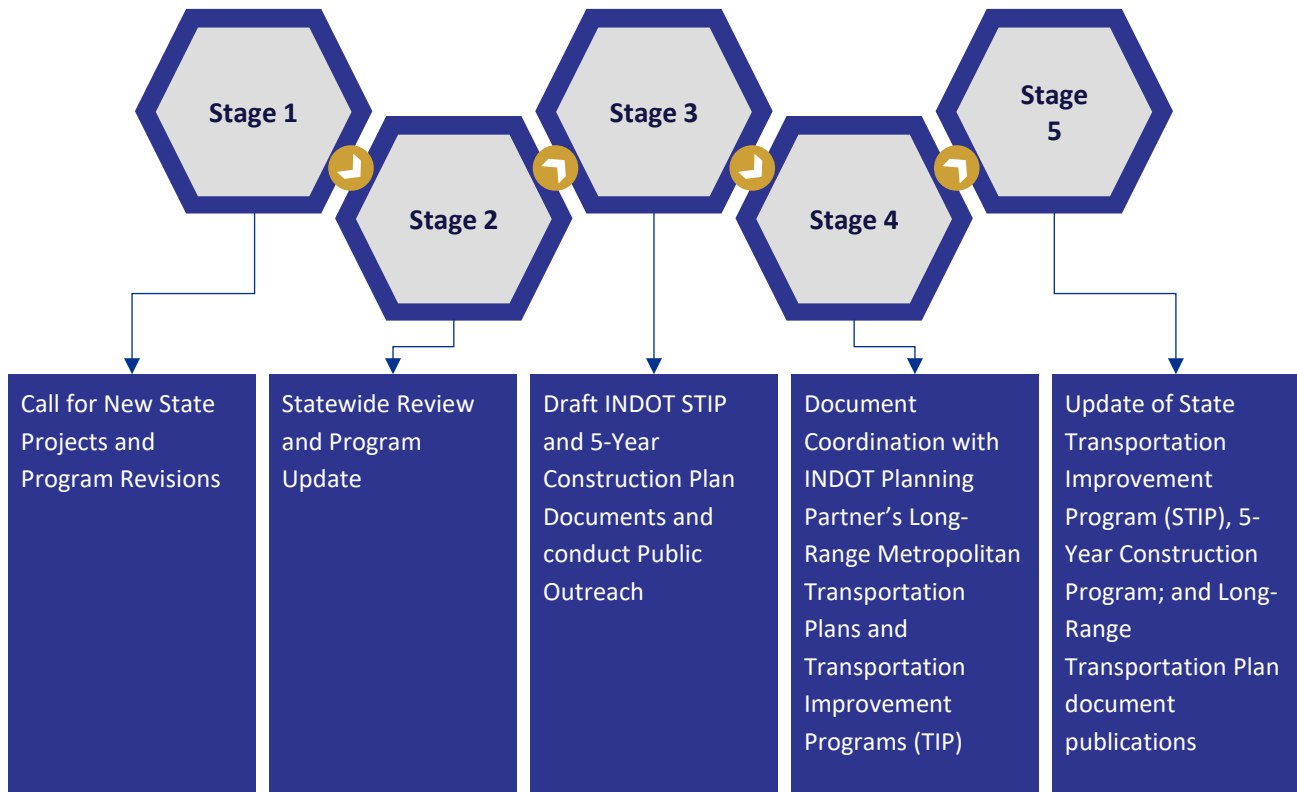 Stage 1
Stage 2
Stage 3
Stage 4
Stage
5
Call for New State
Projects and
Program Revisions
Statewide Review
and Program
Update
Draft INDOT STIP
and 5-Year
Construction Plan
Documents and
conduct Public
Outreach
Document
Coordination with
INDOT Planning
Partner’s Long-
Range Metropolitan
Transportation
Plans and
Transportation
Improvement
Programs (TIP)
Update of State
Transportation
Improvement
Program (STIP), 5-
Year Construction
Program; and Long-
Range
Transportation Plan
document
publications